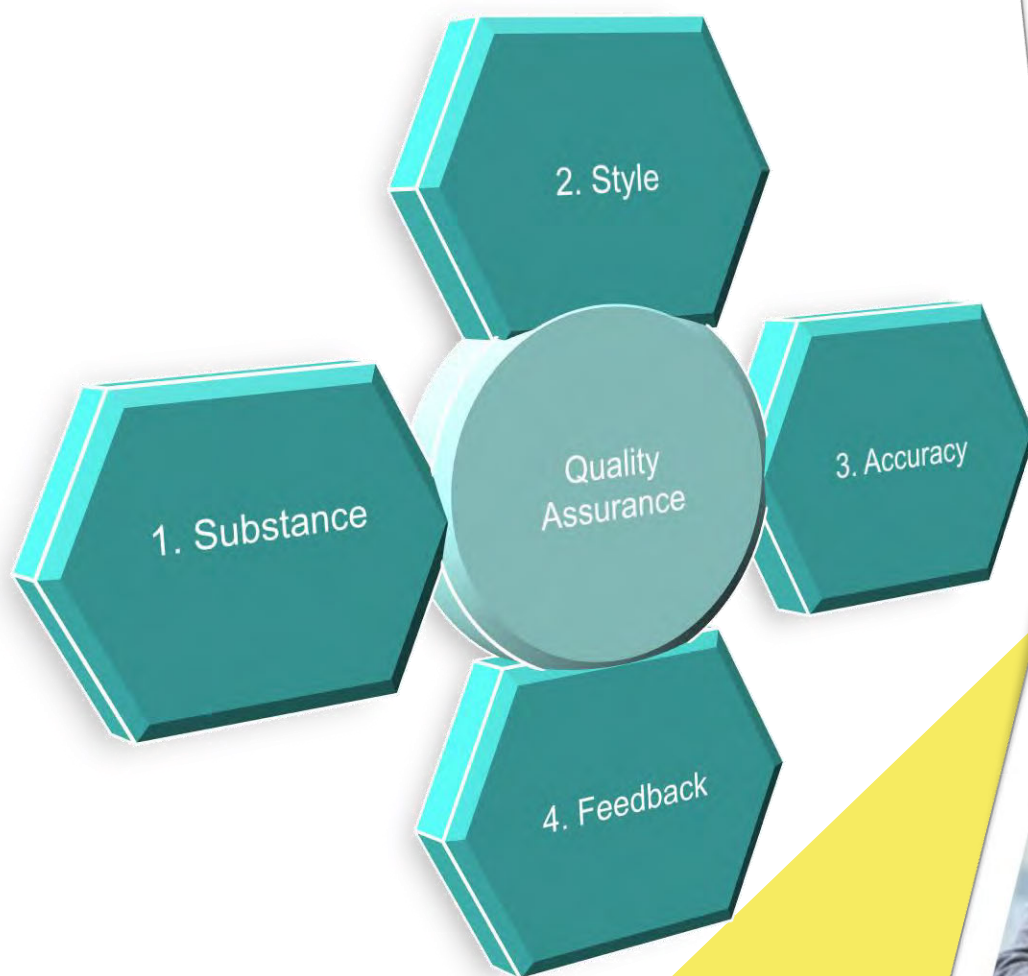 2. Style
Quality
Assurance
3. Accuracy
1. Substance
4. Feedback